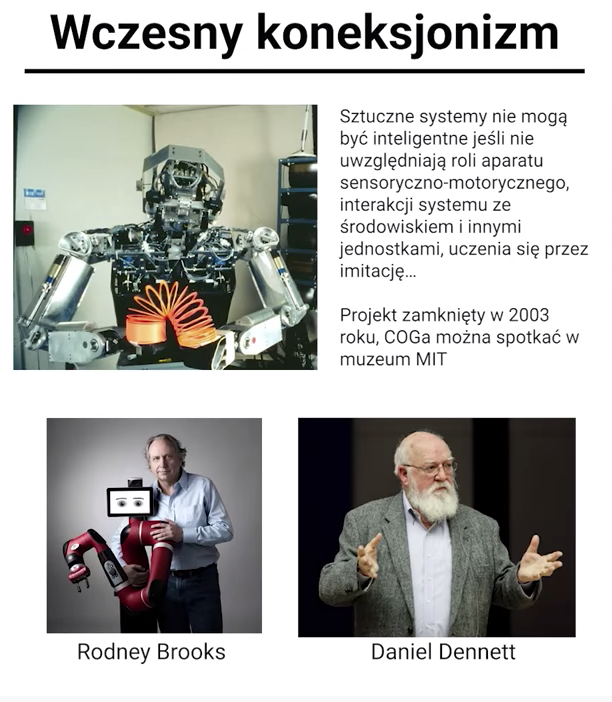 Wczesny koneksjonizm
Sztuczne systemy nie mogą
być inteligentne jeśli nie
uwzględniają roli aparatu
sensoryczno-motorycznego,
interakcji systemu ze
środowiskiem i innymi
jednostkami, uczenia się przez
imitację...
Projekt zamknięty w 2003
roku, COGa można spotkać w
muzeum MIT
Rodney Brooks
Daniel Dennett